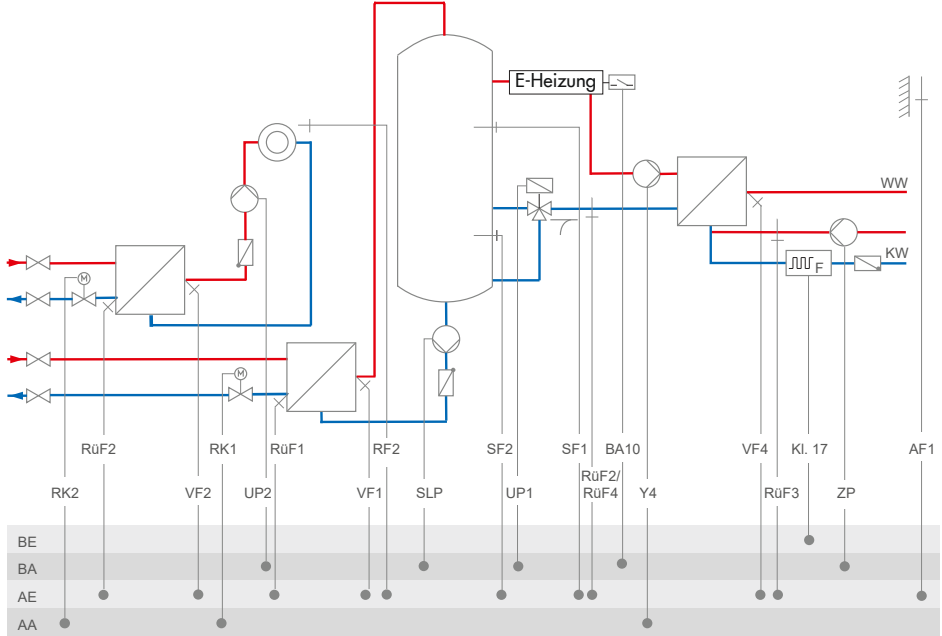 E-Heizung
WW
KW
F
M
M
RüF2
RK1
RüF1
RF2
SF2
SF1
BA10
VF4
Kl. 17
AF1
RüF2/
RüF4
RK2
VF2
UP2
VF1
SLP
UP1
Y4
RüF3
ZP
BE
BA
AE
AA